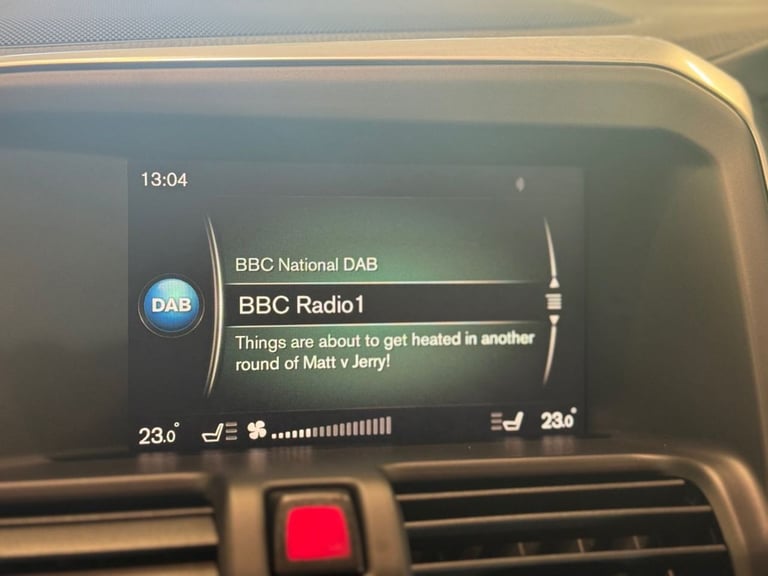 13:04
BBC National DAB
DAB
BBC Radio1
Things are about to get heated in another
round of Matt v Jerry!
23.0°
23.0°